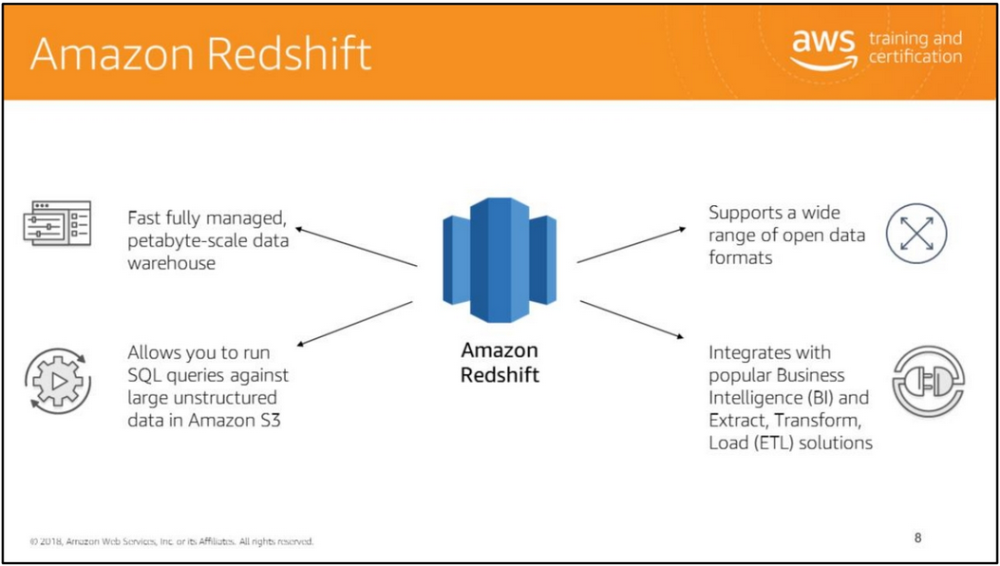 Amazon Redshift
aws training and
certification
Fast fully managed,
petabyte-scale data
warehouse
Allows you to run
SQL queries against
large unstructured
data in Amazon S3
Amazon
Redshift
Supports a wide
range of open data
formats
Integrates with
popular Business
Intelligence (BI) and
Extract, Transform,
Load (ETL) solutions
© 2018, Amazon Web Services, Inc. or its Affiliates. All rights reserved.
8